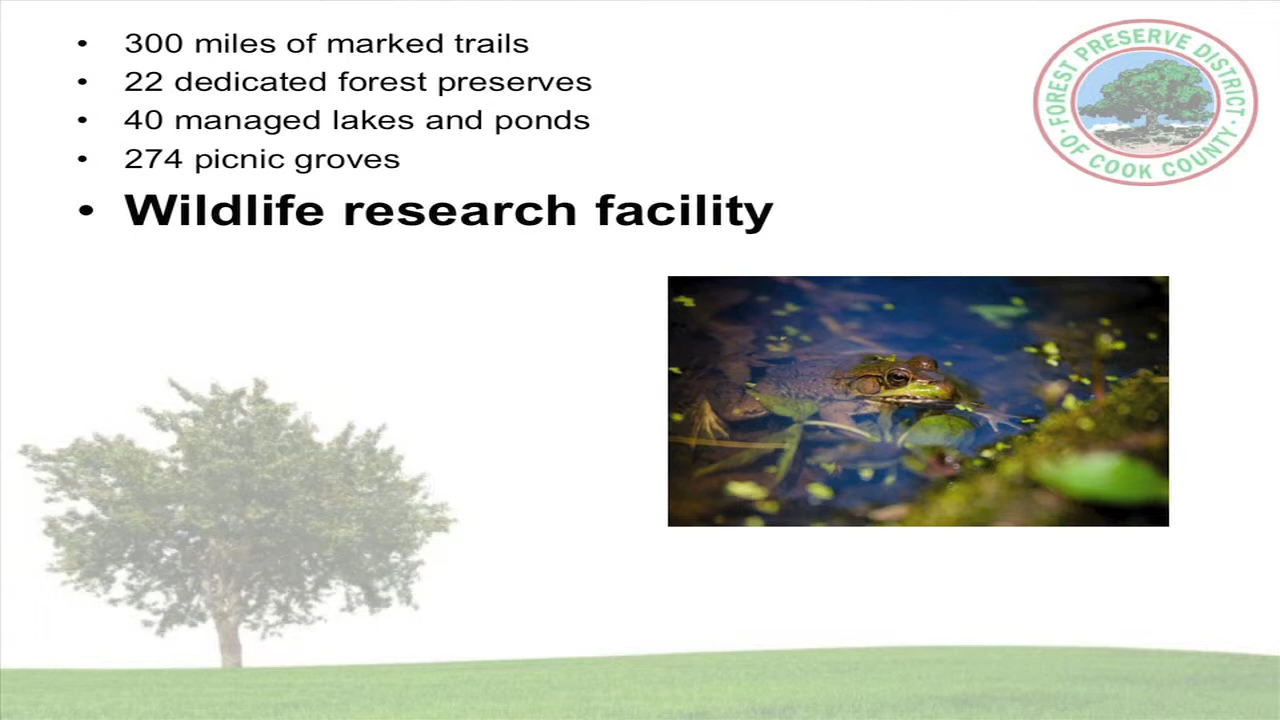 • 300 miles of marked trails
• 22 dedicated forest preserves
• 40 managed lakes and ponds
• 274 picnic groves
• Wildlife research facility
FOREST PRESERVE DISTRICT
· OF COOK COUNTY ·